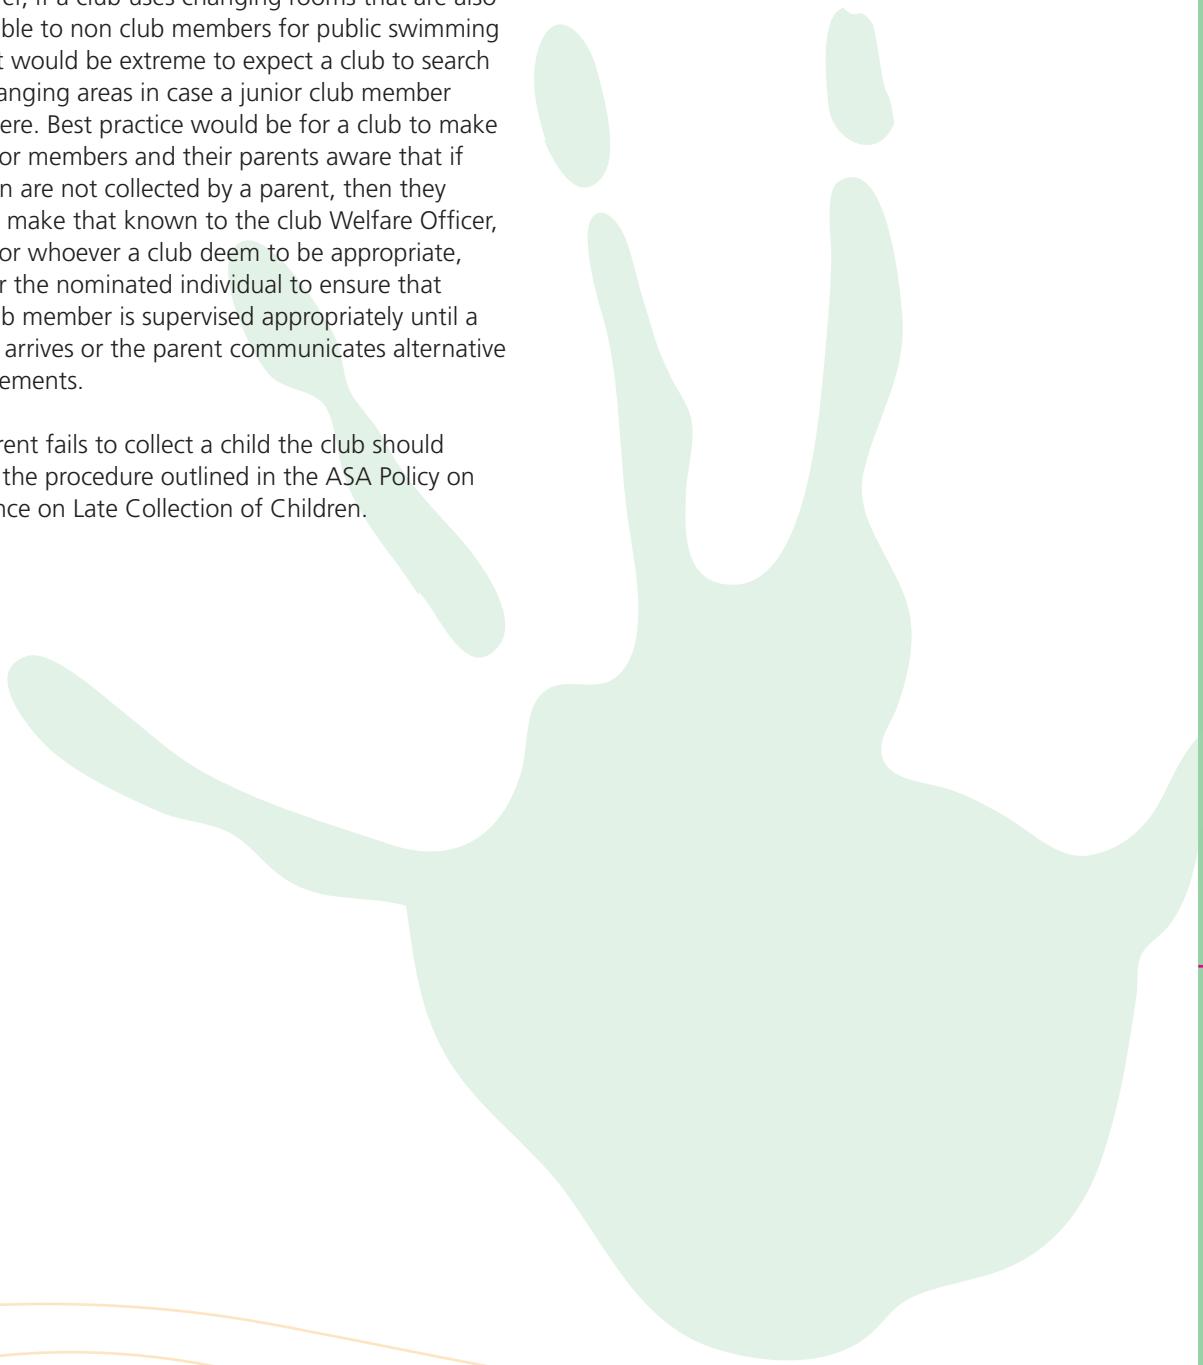 er, if a club uses changing rooms that are also
ble to non club members for public swimming
t would be extreme to expect a club to search
anging areas in case a junior club member
ere. Best practice would be for a club to make
or members and their parents aware that if
n are not collected by a parent, then they
make that known to the club Welfare Officer,
or whoever a club deem to be appropriate,
r the nominated individual to ensure that
b member is supervised appropriately until a
arrives or the parent communicates alternative
ements.
rent fails to collect a child the club should
the procedure outlined in the ASA Policy on
nce on Late Collection of Children.